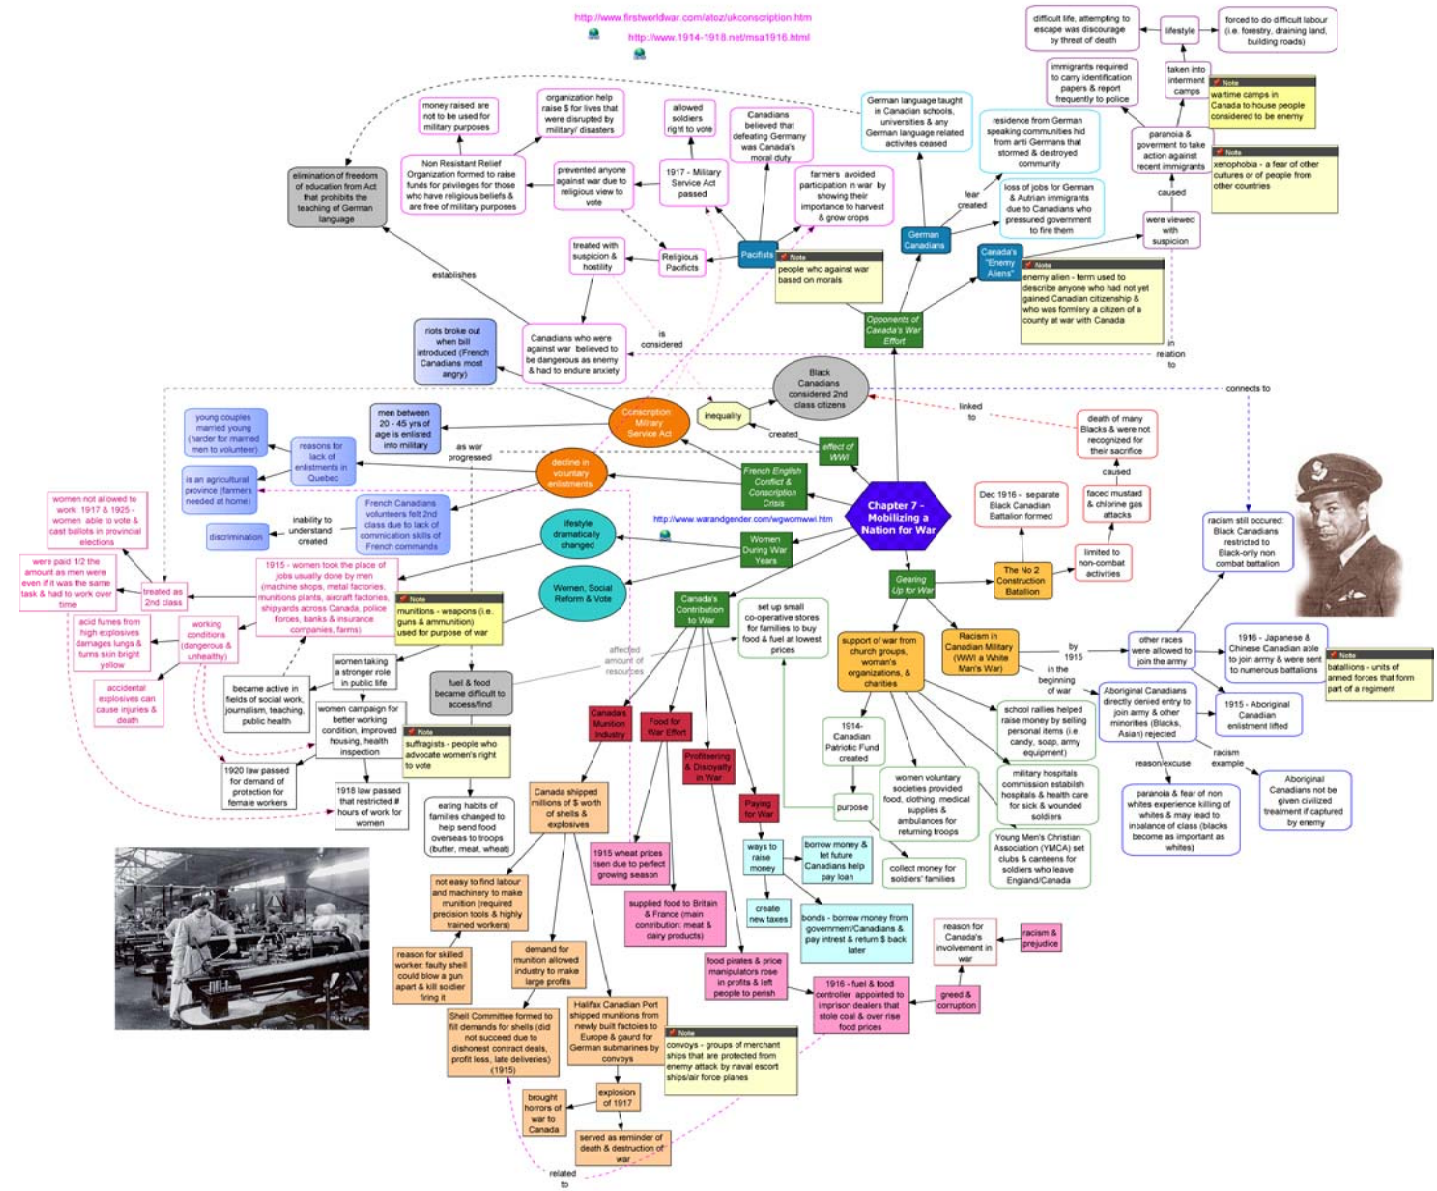 http://www.firstworldwar.com/atoz/ukconscription.htm
http://www.1914-1918.net/msa1916.html
difficult life, attempting to
escape was discourage
by threat of death
lifestyle
forced to do difficult labour
(i.e. forestry, draining land,
building roads)
immigrants required
to carry identification
papers & report
frequently to police
taken into
interment
camps
Note
wartime camps in
Canada to house people
considered to be enemy
money raised are
not to be used for
military purposes
organization help
raise $ for lives that
were disrupted by
military/ disasters
allowed
soldiers
right to vote
Canadians
believed that
defeating Germany
was Canada's
moral duty
German language taught
in Canadian schools,
universities & any
German language related
activites ceased
residence from German
speaking communities hid
from anti Germans that
stormed & destroyed
community
paranoia &
goverment to take
action against
recent immigrants
Note
xenophobia - a fear of other
cultures or of people from
other countries
elimination of freedom
of education from Act
that prohibits the
teaching of German
language
Non Resistant Relief
Organization formed to raise
funds for privileges for those
who have religious beliefs &
are free of military purposes
prevented anyone
against war due to
religious view to
vote
1917 - Military
Service Act
passed
farmers avoided
participation in war by
showing their
importance to harvest
& grow crops
fear
created
loss of jobs for German
& Autrian immigrants
due to Canadians who
pressured government
to fire them
caused
were viewed
with
suspicion
treated with
suspicion &
hostility
Religious
Pacificts
Pacifists
Note
people who against war
based on morals
German
Canadians
Canada's
"Enemy
Aliens"
Note
enemy alien - term used to
describe anyone who had not yet
gained Canadian citizenship &
who was formlery a citizen of a
county at war with Canada
establishes
Opponents of
Canada's War
Effort
riots broke out
when bill
introduced (French
Canadians most
angry)
Canadians who were
against war believed to
be dangerous as enemy
& had to endure anxiety
is
considered
in
reation
to
Black
Canadians
considered 2nd
class citizens
connects to
linked
to
young couples
married young
(harder for married
men to volunteer)
men between
20 - 45 yrs of
age is enlisted
into military
Conscription:
Military
Service Act
inequality
created
effect of
WWI
death of many
Blacks & were not
recognized for
their sacrifice
reasons for
lack of
enlistments in
Quebec
as war
progressed
decline in
voluntary
enlistments
French English
Conflict &
Conscription
Crisis
caused
is an agricultural
province (farmers
needed at home)
Dec 1916 - separate
Black Canadian
Battalion formed
faced mustard
& chlorine gas
attacks
women not allowed to
work 1917 & 1925 -
women able to vote &
cast ballots in provincial
elections
French Canadians
volunteers felt 2nd
class due to lack of
commication skills of
French commands
inability to
understand
created
discrimination
lifestyle
dramatically
changed
http://www.warandgender.com/wgwomwwi.htm
Chapter 7 -
Mobilizing a
Nation for War
Women
During War
Years
racism still occured:
Black Canadians
restricted to
Black-only non
combat battalion
were paid 1/2 the
amount as men were
even if it was the same
task & had to work over
time
treated as
2nd class
1915 - women took the place of
jobs usually done by men
(machine shops, metal factories,
munitions plants, aircraft factories,
shipyards across Canada, police
forces, banks & insurance
companies, farms)
Women, Social
Reform & Vote
Note
munitions - weapons (i.e.
guns & ammunition)
used for purpose of war
Canada's
Contribution
to War
Gearing
Up for War
The No 2
Construction
Batallion
limited to
non-combat
activities
set up small
co-operative stores
for families to buy
food & fuel at lowest
prices
acid fumes from
high explosives
damages lungs &
turns skin bright
yellow
working
conditions
(dangerous &
unhealthy)
support of war from
church groups,
woman's
organizations, &
charities
Racism in
Canadian Military
(WWI a White
Man's War)
by
1915
other races
were allowed to
join the army
1916 - Japanese &
Chinese Canadian able
to join army & were sent
to numerous battalions
Note
batallions - units of
armed forces that form
part of a regiment
women taking
a stronger role
in public life
affected
amount of
resources
in the
beginning
of war
accidental
explosives can
cause injuries &
death
became active in
fields of social work,
journalism, teaching,
public health
fuel & food
became difficult to
access/find
Aboriginal Canadians
directly denied entry to
join army & other
minorities (Blacks,
Asian) rejected
1915 - Aboriginal
Canadian
enlistment lifted
women campaign for
better working
condition, improved
housing, health
inspection
Note
suffragists - people who
advocate women's right
to vote
Canadas
Munition
Industry
Food for
War Effort
1914-
Canadian
Patriotic Fund
created
school rallies helped
raise money by selling
personal items (i.e
candy, soap, army
equipment)
1920 law passed
for demand of
protection for
female workers
Profiteering
& Disloyalty
in War
reason/excuse
racism
example
1918 law passed
that restricted #
hours of work for
women
eating habits of
families changed to
help send food
overseas to troops
(butter, meat, wheat)
Canada shipped
millions of $ worth
of shells &
explosives
Paying
for War
purpose
women voluntary
societies provided
food, clothing, medical
supplies &
ambulances for
returning troops
military hospitals
commission establish
hospitals & health care
for sick & wounded
soldiers
paranoia & fear of non
whites experience killing of
whites & may lead to
inbalance of class (blacks
become as important as
whites)
Aboriginal
Canadians not be
given civilized
treatment if captured
by enemy
1915 wheat prices
risen due to perfect
growing season
ways to
raise
money
borrow money &
let future
Canadians help
pay loan
collect money for
soldiers' families
Young Men's Christian
Association (YMCA) set
clubs & canteens for
soldiers who leave
England/Canada
not easy to find labour
and machinery to make
munition (required
precision tools & highly
trained workers)
supplied food to Britain
& France (main
contribution: meat &
dairy products)
create
new taxes
bonds - borrow money from
government/Canadians &
pay intrest & return $ back
later
reason for
Canada's
involvement in
war
racism &
prejudice
reason for skilled
worker: faulty shell
could blow a gun
apart & kill soldier
firing it
demand for
munition allowed
industry to make
large profits
food pirates & price
manipulators rose
in profits & left
people to perish
1916 - fuel & food
controller appointed to
imprison dealers that
stole coal & over rise
food prices
greed &
corruption
Shell Committee formed to
fill demands for shells (did
not succeed due to
dishonest contract deals,
profit less, late deliveries)
(1915)
Halifax Canadian Port
shipped munitions from
newly built factoies to
Europe & gaurd for
German submarines by
convoys
Note
convoys - groups of merchant
ships that are protected from
enemy attack by naval escort
ships/air force planes
brought
horrors of
war to
Canada
explosion
of 1917
served as reminder of
death & destruction of
war
related
to